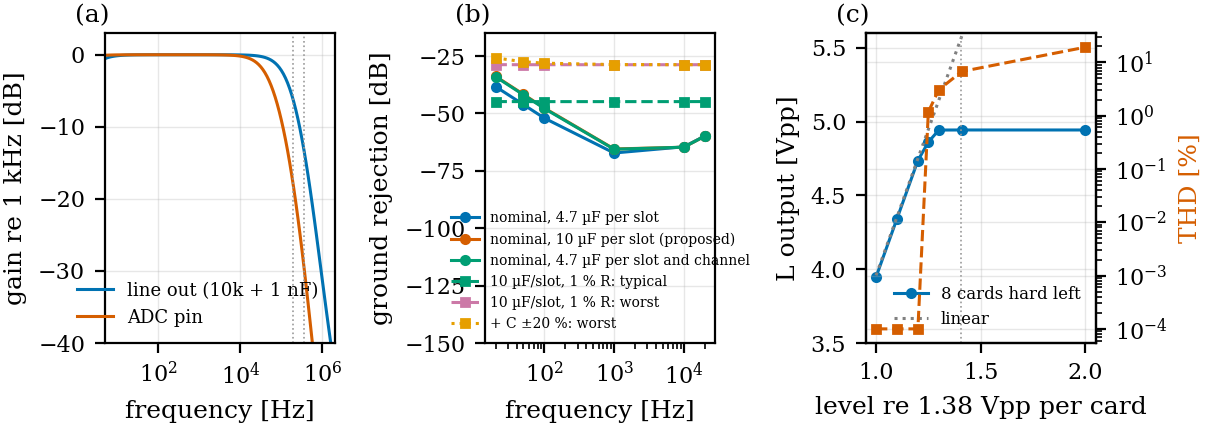 (a)
gain re 1 kHz [dB]
0
−10
−20
−30
−40
10²
10⁴
10⁶
frequency [Hz]
line out (10k + 1 nF)
ADC pin
(b)
ground rejection [dB]
−25
−50
−75
−100
−125
−150
10²
10³
10⁴
frequency [Hz]
nominal, 4.7 µF per slot
nominal, 10 µF per slot (proposed)
nominal, 4.7 µF per slot and channel
10 µF/slot, 1 % R: typical
10 µF/slot, 1 % R: worst
+ C ±20 %: worst
(c)
L output [Vpp]
5.5
5.0
4.5
4.0
3.5
1.0
1.5
2.0
level re 1.38 Vpp per card
8 cards hard left
linear
10¹
10⁰
10⁻¹
10⁻²
10⁻³
10⁻⁴
THD [%]